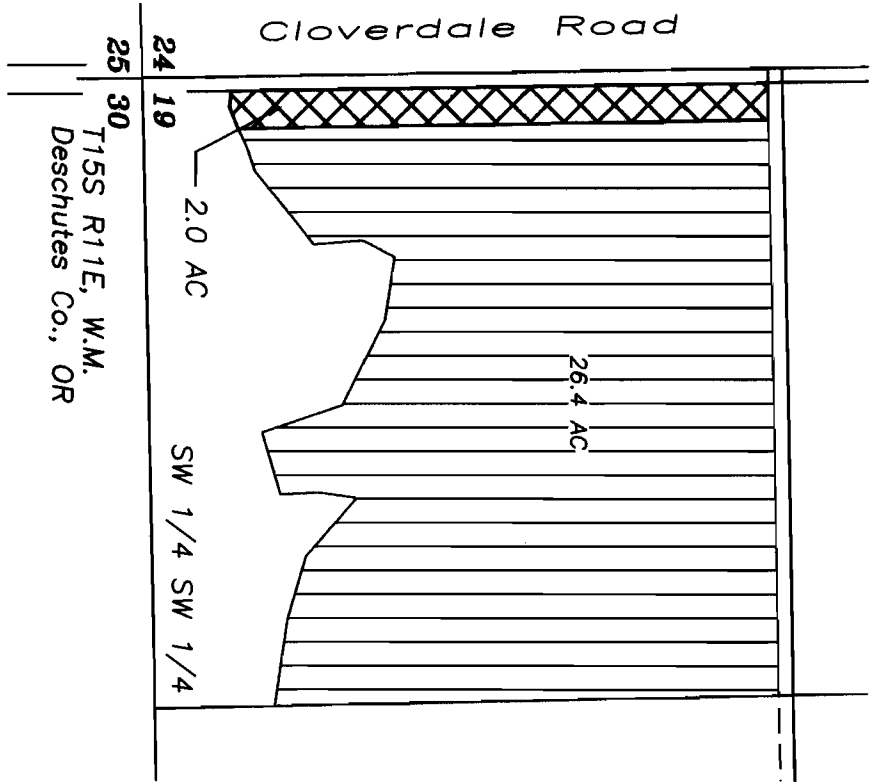 Cloverdale Road
24 19
25 30
T15S R11E, W.M.
Deschutes Co., OR
2.0 AC
26.4 AC
SW 1/4 SW 1/4